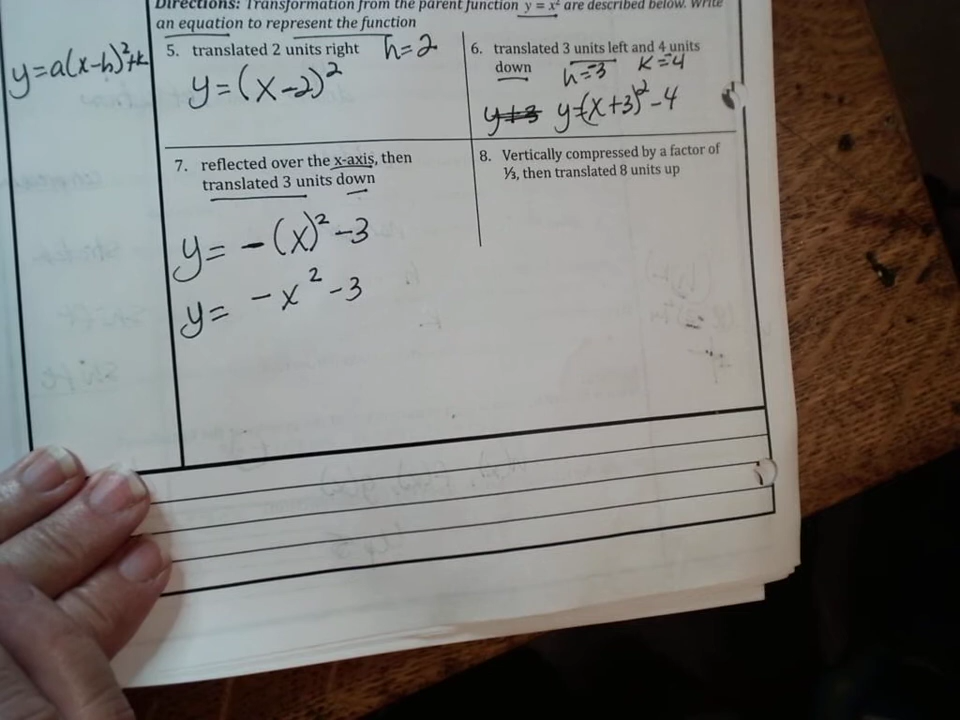 Directions: Transformation from the parent function y = x² are described below. Write
an equation to represent the function
y=a(x-h)²+k
5. translated 2 units right h=2
y=(x-2)²
6. translated 3 units left and 4 units
down h=-3 k=-4
y+3 y=(x+3)²-4
7. reflected over the x-axis, then
translated 3 units down
y= -(x)²-3
y= -x²-3
8. Vertically compressed by a factor of
⅓, then translated 8 units up